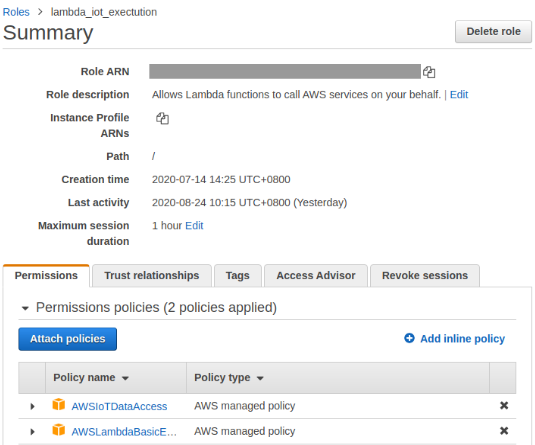 Roles > lambda_iot_exectution
Summary
Delete role
Role ARN
Role description Allows Lambda functions to call AWS services on your behalf. | Edit
Instance Profile
ARNs
Path /
Creation time 2020-07-14 14:25 UTC+0800
Last activity 2020-08-24 10:15 UTC+0800 (Yesterday)
Maximum session 1 hour Edit
duration
Permissions Trust relationships Tags Access Advisor Revoke sessions
Permissions policies (2 policies applied)
Attach policies Add inline policy
Policy name Policy type
AWSIoTDataAccess AWS managed policy
AWSLambdaBasicE... AWS managed policy